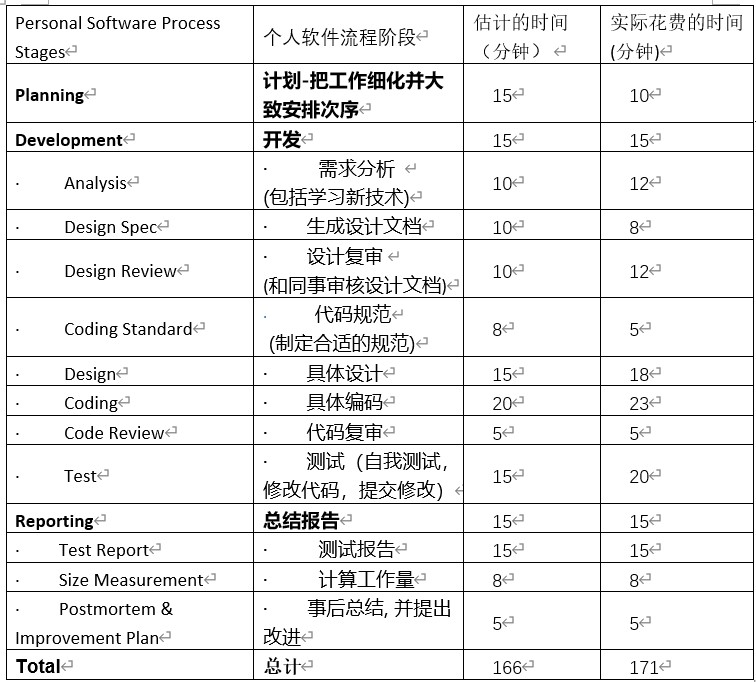 Personal Software Process
Stages
个人软件流程阶段
估计的时间
（分钟）
实际花费的时间
(分钟)
Planning
计划-把工作细化并大
致安排次序
15
10
Development
开发
15
15
· Analysis
· 需求分析
(包括学习新技术)
10
12
· Design Spec
· 生成设计文档
10
8
· Design Review
· 设计复审
(和同事审核设计文档)
10
12
· Coding Standard
· 代码规范
(制定合适的规范)
8
5
· Design
· 具体设计
15
18
· Coding
· 具体编码
20
23
· Code Review
· 代码复审
5
5
· Test
· 测试（自我测试，
修改代码，提交修改）
15
20
Reporting
总结报告
15
15
· Test Report
· 测试报告
15
15
· Size Measurement
· 计算工作量
8
8
· Postmortem &
Improvement Plan
· 事后总结, 并提出
改进
5
5
Total
总计
166
171